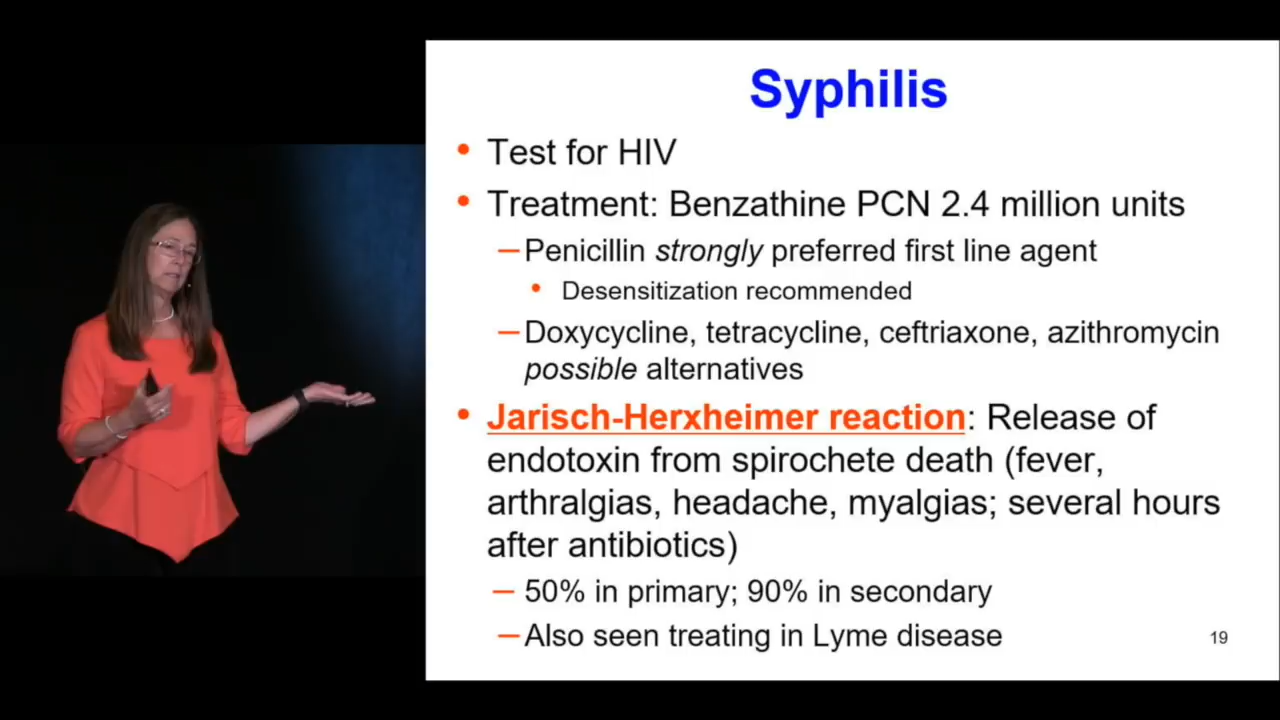 Syphilis
• Test for HIV
• Treatment: Benzathine PCN 2.4 million units
– Penicillin strongly preferred first line agent
• Desensitization recommended
– Doxycycline, tetracycline, ceftriaxone, azithromycin
possible alternatives
• Jarisch-Herxheimer reaction: Release of
endotoxin from spirochete death (fever,
arthralgias, headache, myalgias; several hours
after antibiotics)
– 50% in primary; 90% in secondary
– Also seen treating in Lyme disease
19